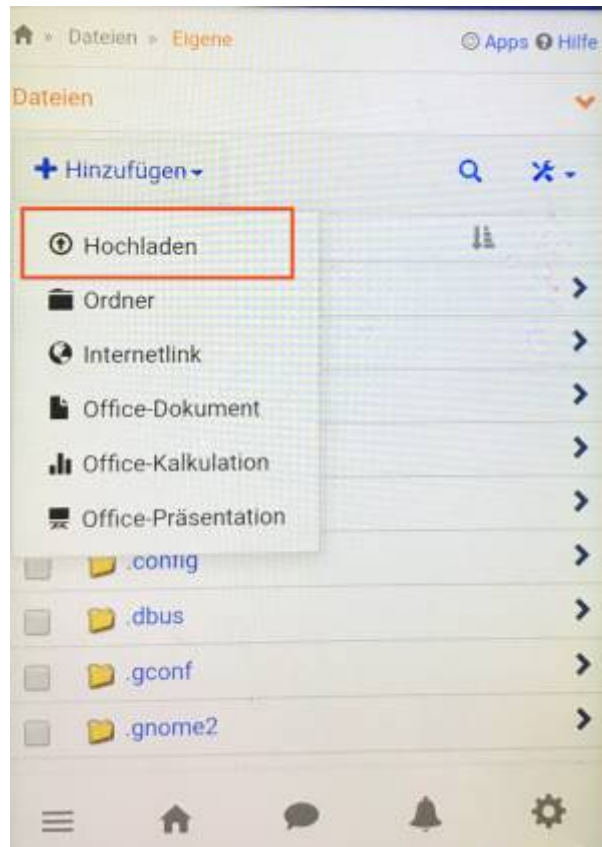 » Dateien » Eigene Apps Hilfe
Dateien
Hinzufügen
Hochladen
Ordner
Internetlink
Office-Dokument
Office-Kalkulation
Office-Präsentation
.config
.dbus
.gconf
.gnome2